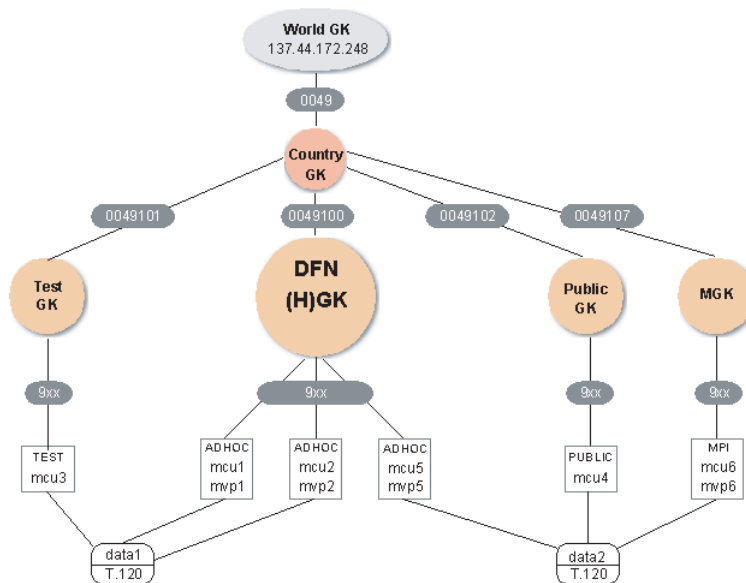 World GK
137.44.172.248
0049
Country
GK
0049101
0049100
0049102
0049107
Test
GK
DFN
(H)GK
Public
GK
MGK
9xx
9xx
9xx
9xx
TEST
mcu3
ADHOC
mcu1
mvp1
ADHOC
mcu2
mvp2
ADHOC
mcu5
mvp5
PUBLIC
mcu4
MPI
mcu6
mvp6
data1
T.120
data2
T.120